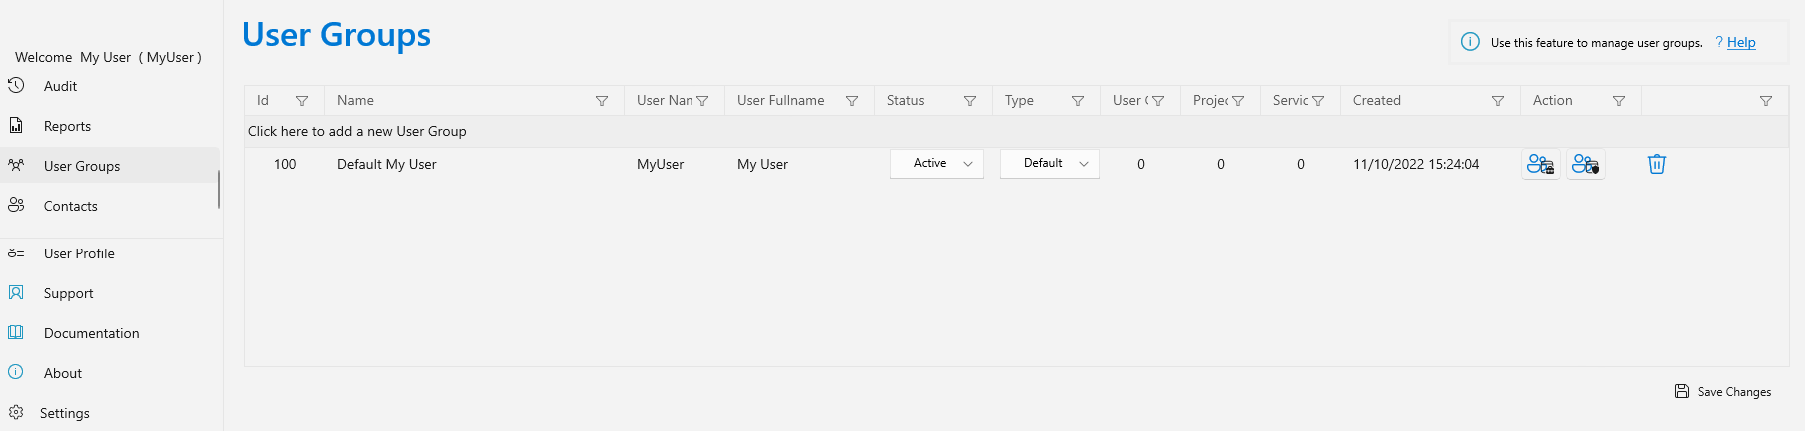 User Groups
Use this feature to manage user groups. ? Help
Welcome My User ( MyUser )
Audit
Reports
User Groups
Contacts
User Profile
Support
Documentation
About
Settings
Id Name User Nam User Fullname Status Type User Projec Servic Created Action
Click here to add a new User Group
100 Default My User MyUser My User Active Default 0 0 0 11/10/2022 15:24:04
Save Changes